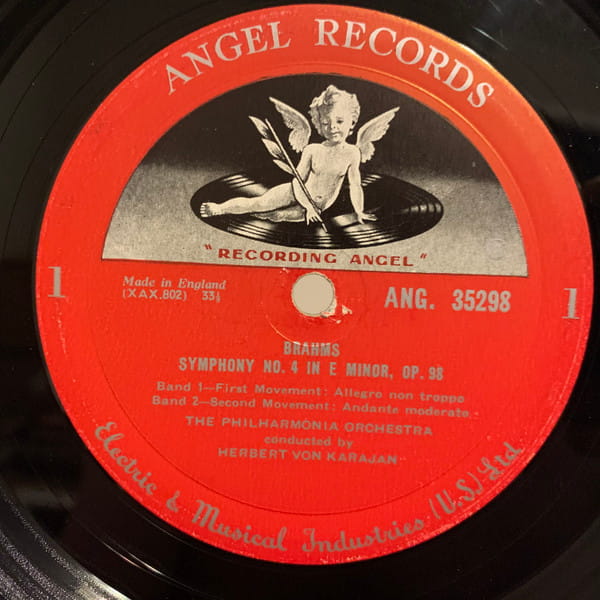 ANGEL RECORDS
"RECORDING ANGEL"
1
Made in England
(XAX.802) 33⅓
ANG. 35298
1
BRAHMS
SYMPHONY NO. 4 IN E MINOR, OP. 98
Band 1—First Movement: Allegro non troppo
Band 2—Second Movement: Andante moderato
THE PHILHARMONIA ORCHESTRA
conducted by
HERBERT VON KARAJAN
Electric & Musical Industries (U.S.) Ltd